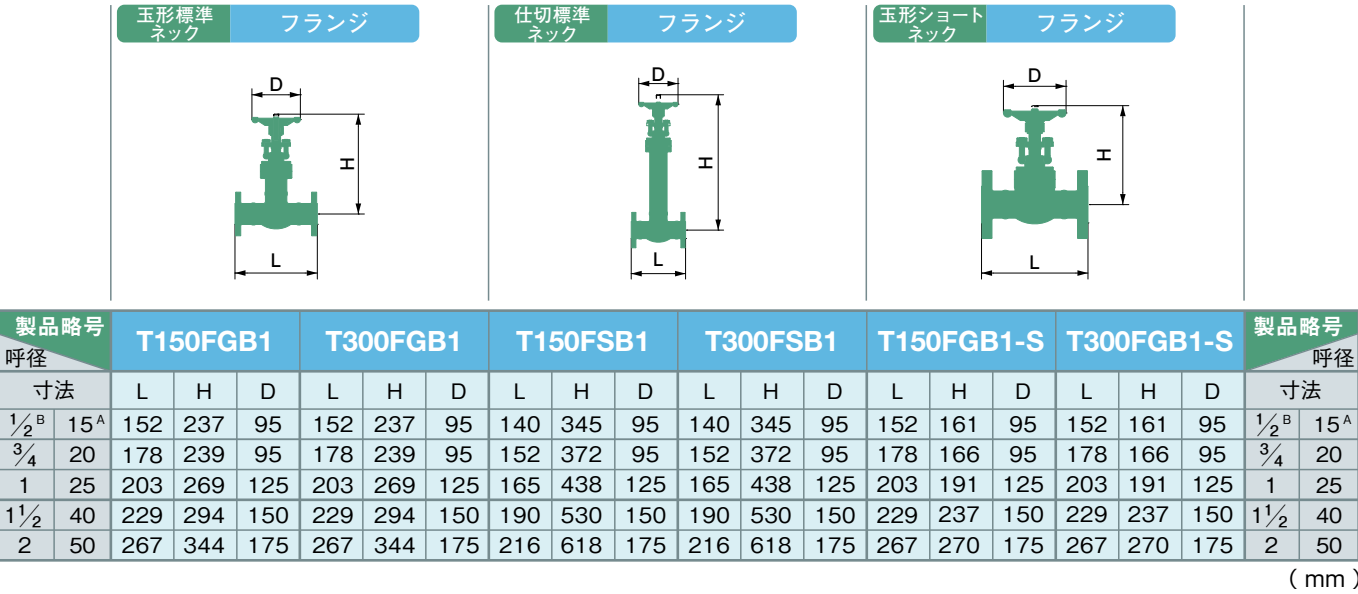 玉形標準ネック フランジ
仕切標準ネック フランジ
玉形ショートネック フランジ
D H L
D H L
D H L
製品略号 呼径 T150FGB1 T300FGB1 T150FSB1 T300FSB1 T150FGB1-S T300FGB1-S 製品略号 呼径
寸法 L H D L H D L H D L H D L H D L H D 寸法
1/2B 15A 152 237 95 152 237 95 140 345 95 140 345 95 152 161 95 152 161 95 1/2B 15A
3/4 20 178 239 95 178 239 95 152 372 95 152 372 95 178 166 95 178 166 95 3/4 20
1 25 203 269 125 203 269 125 165 438 125 165 438 125 203 191 125 203 191 125 1 25
1 1/2 40 229 294 150 229 294 150 190 530 150 190 530 150 229 237 150 229 237 150 1 1/2 40
2 50 267 344 175 267 344 175 216 618 175 216 618 175 267 270 175 267 270 175 2 50
(mm)